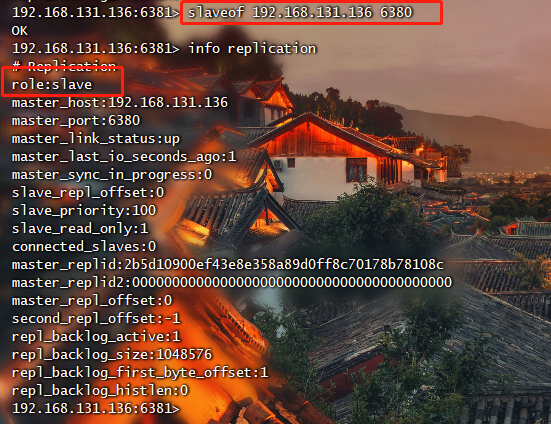 192.168.131.136:6381> slaveof 192.168.131.136 6380
OK
192.168.131.136:6381> info replication
# Replication
role:slave
master_host:192.168.131.136
master_port:6380
master_link_status:up
master_last_io_seconds_ago:1
master_sync_in_progress:0
slave_repl_offset:0
slave_priority:100
slave_read_only:1
connected_slaves:0
master_replid:2b5d10900ef43e8e358a89d0ff8c70178b78108c
master_replid2:0000000000000000000000000000000000000000
master_repl_offset:0
second_repl_offset:-1
repl_backlog_active:1
repl_backlog_size:1048576
repl_backlog_first_byte_offset:1
repl_backlog_histlen:0
192.168.131.136:6381>